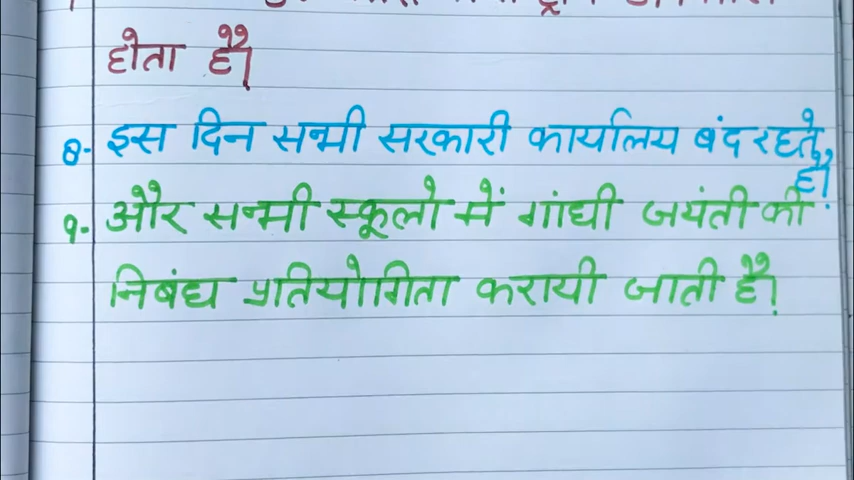 होता है।
8- इस दिन सभी सरकारी कार्यालय बंद रहते
है।
9- और सभी स्कूलो में गांधी जयंती की
निबंध प्रतियोगिता करायी जाती है।